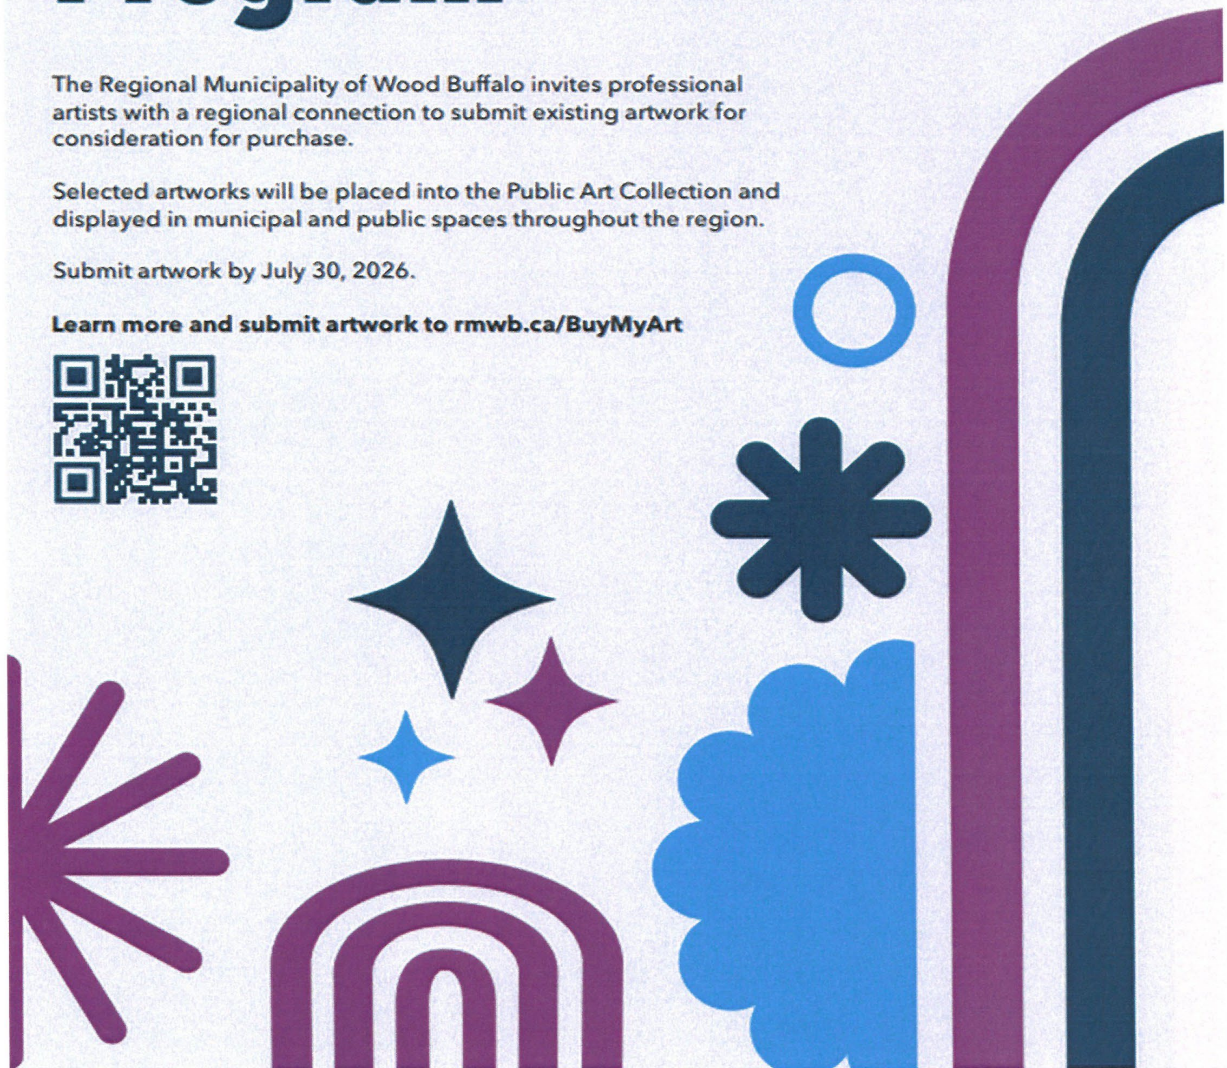 Program
The Regional Municipality of Wood Buffalo invites professional
artists with a regional connection to submit existing artwork for
consideration for purchase.
Selected artworks will be placed into the Public Art Collection and
displayed in municipal and public spaces throughout the region.
Submit artwork by July 30, 2026.
Learn more and submit artwork to rmwb.ca/BuyMyArt